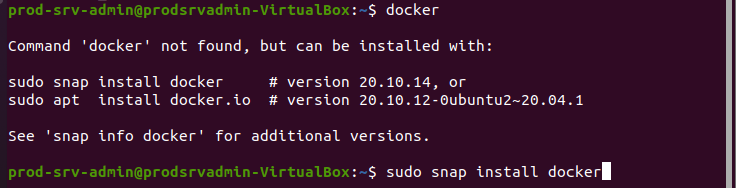 prod-srv-admin@prodsrvadmin-VirtualBox:~$ docker
Command 'docker' not found, but can be installed with:
sudo snap install docker     # version 20.10.14, or
sudo apt  install docker.io  # version 20.10.12-0ubuntu2~20.04.1
See 'snap info docker' for additional versions.
prod-srv-admin@prodsrvadmin-VirtualBox:~$ sudo snap install docker